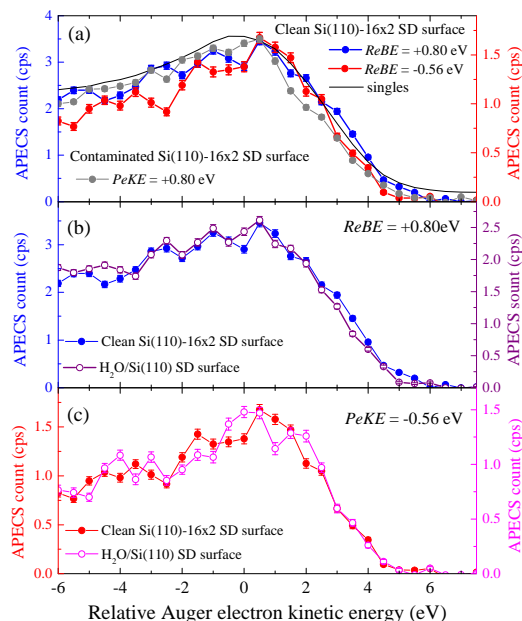 (a)
Clean Si(110)-16x2 SD surface
ReBE = +0.80 eV
ReBE = -0.56 eV
singles
Contaminated Si(110)-16x2 SD surface
PeKE = +0.80 eV
APECS count (cps)
4
3
2
1
0
APECS count (cps)
1.5
1.0
0.5
0.0
(b)
ReBE = +0.80eV
Clean Si(110)-16x2 SD surface
H2O/Si(110) SD surface
APECS count (cps)
3
2
1
0
APECS sount (cps)
2.5
2.0
1.5
1.0
0.5
0.0
(c)
PeKE = -0.56 eV
Clean Si(110)-16x2 SD surface
H2O/Si(110) SD surface
APECS count (cps)
1.5
1.0
0.5
0.0
APECS count (cps)
1.5
1.0
0.5
0.0
-6 -4 -2 0 2 4 6
Relative Auger electron kinetic energy (eV)